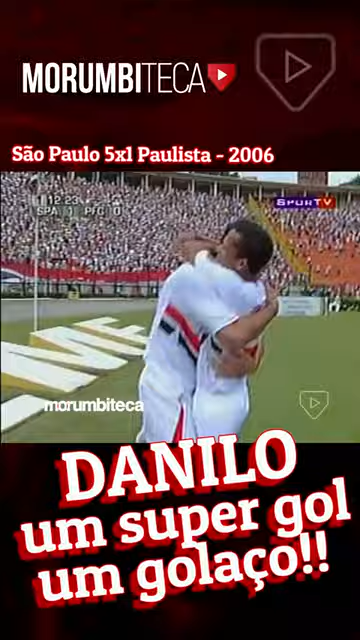 MORUMBITECA
São Paulo 5x1 Paulista - 2006
12:23
SPORTV
SPA 1 PFC 0
morumbiteca
DANILO
um super gol
um golaço!!